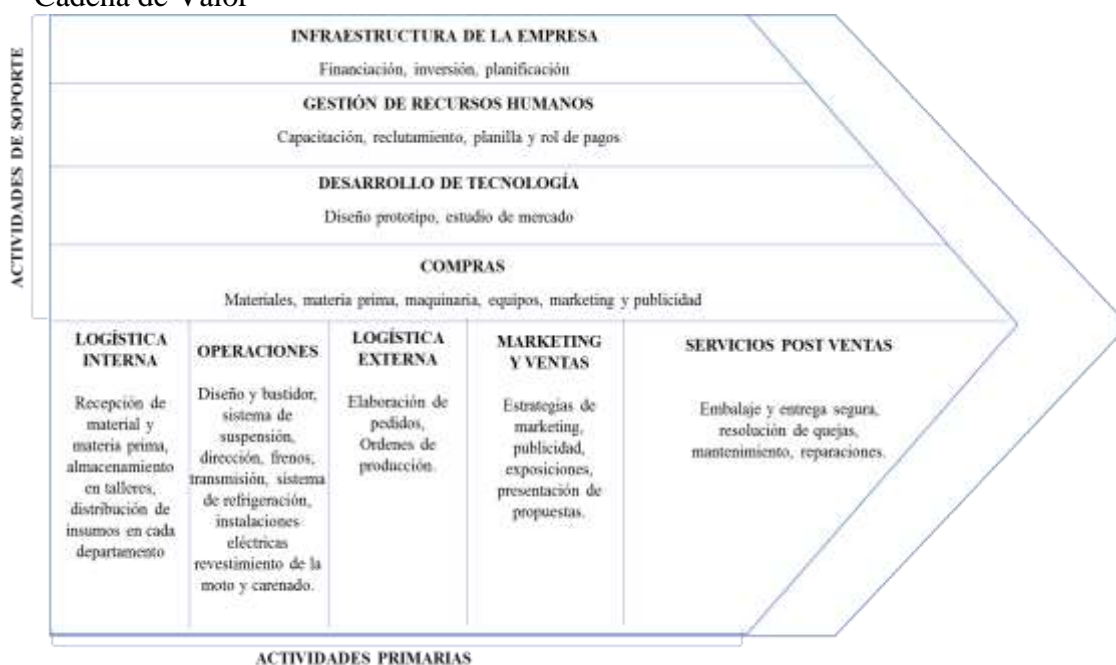 Cadena de Valor
ACTIVIDADES DE SOPORTE
INFRAESTRUCTURA DE LA EMPRESA
Financiación, inversión, planificación
GESTIÓN DE RECURSOS HUMANOS
Capacitación, reclutamiento, planilla y rol de pagos
DESARROLLO DE TECNOLOGÍA
Diseño prototipo, estudio de mercado
COMPRAS
Materiales, materia prima, maquinaria, equipos, marketing y publicidad
LOGÍSTICA
INTERNA
Recepción de
material y
materia prima,
almacenamiento
en talleres,
distribución de
insumos en cada
departamento
OPERACIONES
Diseño y bastidor,
sistema de
suspensión,
dirección, frenos,
transmisión, sistema
de refrigeración,
instalaciones
eléctricas
revestimiento de la
moto y carenado.
LOGÍSTICA
EXTERNA
Elaboración de
pedidos,
Ordenes de
producción.
MARKETING
Y VENTAS
Estrategias de
marketing,
publicidad,
exposiciones,
presentación de
propuestas.
SERVICIOS POST VENTAS
Embalaje y entrega segura,
resolución de quejas,
mantenimiento, reparaciones.
ACTIVIDADES PRIMARIAS